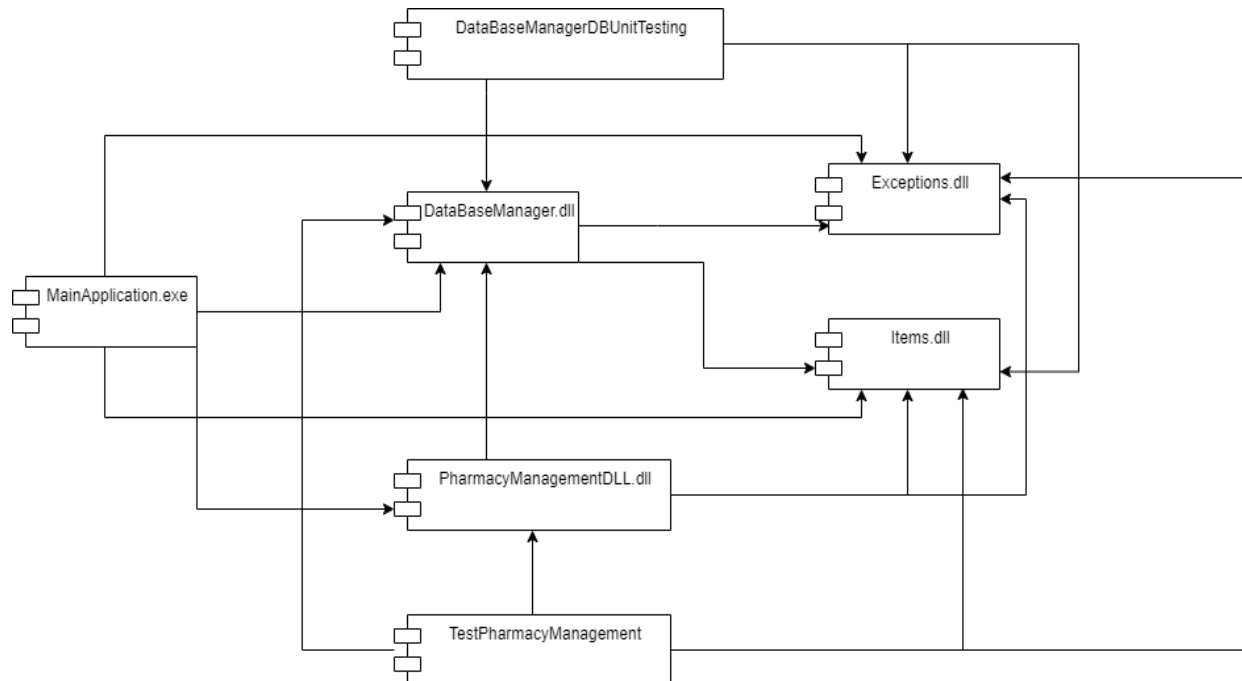 DataBaseManagerDBUnitTesting
Exceptions.dll
DataBaseManager.dll
MainApplication.exe
Items.dll
PharmacyManagementDLL.dll
TestPharmacyManagement